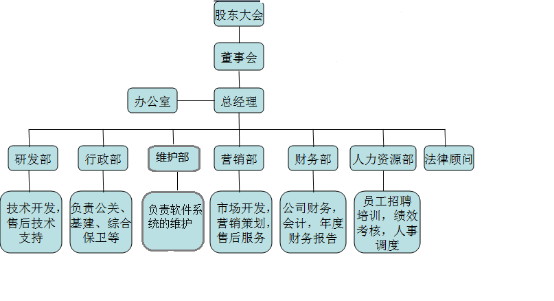 股东大会
董事会
办公室
总经理
研发部
行政部
维护部
营销部
财务部
人力资源部
法律顾问
技术开发，
售后技术
支持
负责公关、
基建、综合
保卫等
负责软件系
统的维护
市场开发，
营销策划，
售后服务
公司财务，
会计，年度
财务报告
员工招聘
培训，绩效
考核，人事
调度